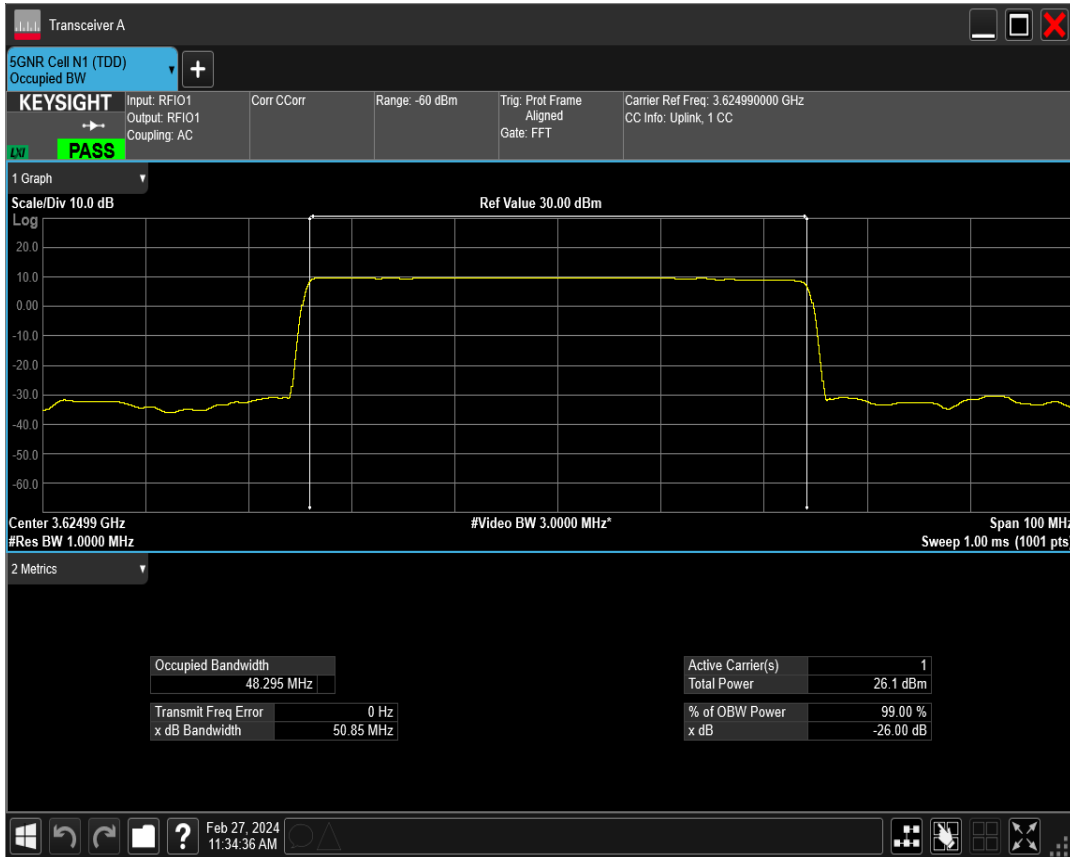 Transceiver A
5GNR Cell N1 (TDD)
Occupied BW
+
KEYSIGHT
LXI
PASS
Input: RFIO1
Output: RFIO1
Coupling: AC
Corr CCorr
Range: -60 dBm
Trig: Prot Frame
Aligned
Gate: FFT
Carrier Ref Freq: 3.624990000 GHz
CC Info: Uplink, 1 CC
1 Graph
Scale/Div 10.0 dB
Ref Value 30.00 dBm
Log
20.0
10.0
0.00
-10.0
-20.0
-30.0
-40.0
-50.0
-60.0
Center 3.62499 GHz
#Video BW 3.0000 MHz*
Span 100 MHz
#Res BW 1.0000 MHz
Sweep 1.00 ms (1001 pts)
2 Metrics
Occupied Bandwidth
48.295 MHz
Transmit Freq Error 0 Hz
x dB Bandwidth 50.85 MHz
Active Carrier(s) 1
Total Power 26.1 dBm
% of OBW Power 99.00 %
x dB -26.00 dB
?
Feb 27, 2024
11:34:36 AM